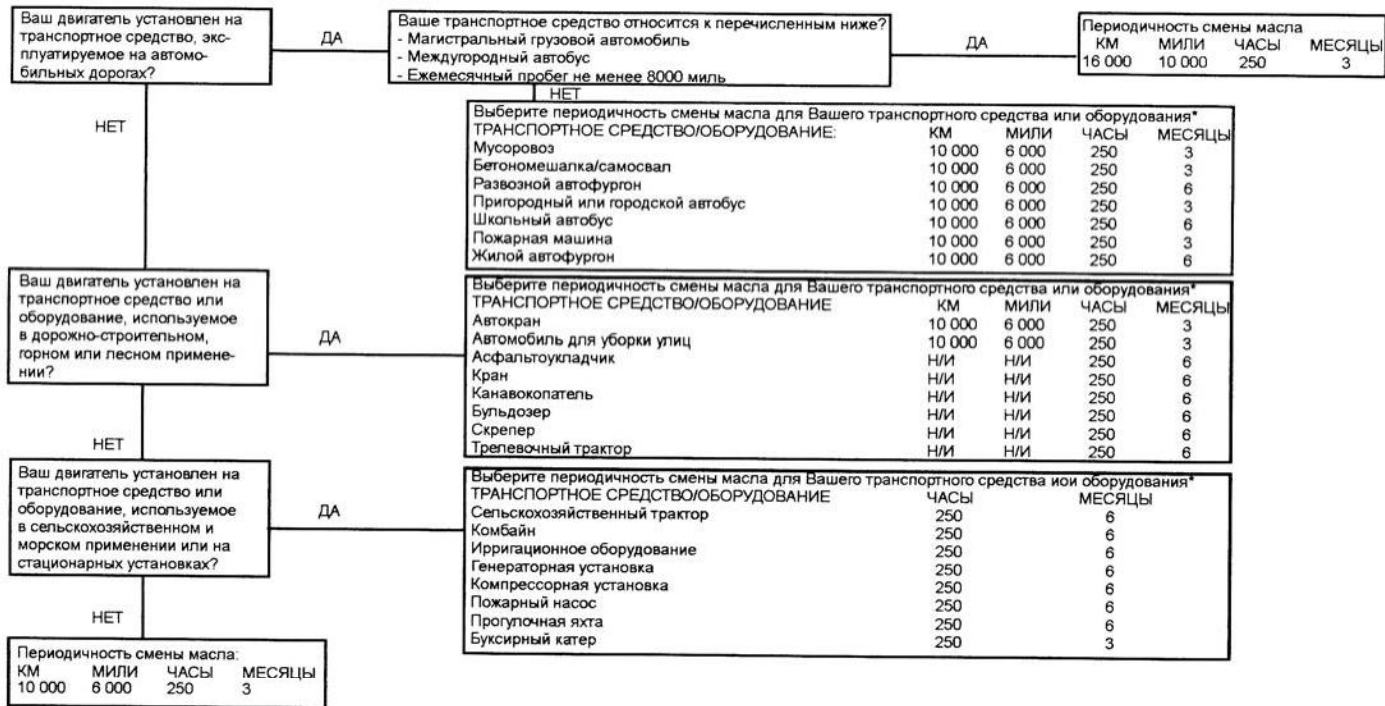 Ваш двигатель установлен на
транспортное средство, экс-
плуатируемое на автомо-
бильных дорогах?
ДА
Ваше транспортное средство относится к перечисленным ниже?
- Магистральный грузовой автомобиль
- Междугородный автобус
- Ежемесячный пробег не менее 8000 миль
ДА
Периодичность смены масла
КМ МИЛИ ЧАСЫ МЕСЯЦЫ
16 000 10 000 250 3
НЕТ
НЕТ
Выберите периодичность смены масла для Вашего транспортного средства или оборудования*
ТРАНСПОРТНОЕ СРЕДСТВО/ОБОРУДОВАНИЕ: КМ МИЛИ ЧАСЫ МЕСЯЦЫ
Мусоровоз 10 000 6 000 250 3
Бетономешалка/самосвал 10 000 6 000 250 3
Развозной автофургон 10 000 6 000 250 6
Пригородный или городской автобус 10 000 6 000 250 3
Школьный автобус 10 000 6 000 250 6
Пожарная машина 10 000 6 000 250 3
Жилой автофургон 10 000 6 000 250 6
Ваш двигатель установлен на
транспортное средство или
оборудование, используемое
в дорожно-строительном,
горном или лесном примене-
нии?
ДА
Выберите периодичность смены масла для Вашего транспортного средства или оборудования*
ТРАНСПОРТНОЕ СРЕДСТВО/ОБОРУДОВАНИЕ КМ МИЛИ ЧАСЫ МЕСЯЦЫ
Автокран 10 000 6 000 250 3
Автомобиль для уборки улиц 10 000 6 000 250 3
Асфальтоукладчик Н/И Н/И 250 6
Кран Н/И Н/И 250 6
Канавокопатель Н/И Н/И 250 6
Бульдозер Н/И Н/И 250 6
Скрепер Н/И Н/И 250 6
Трелевочный трактор Н/И Н/И 250 6
НЕТ
Ваш двигатель установлен на
транспортное средство или
оборудование, используемое
в сельскохозяйственном и
морском применении или на
стационарных установках?
ДА
Выберите периодичность смены масла для Вашего транспортного средства иои оборудования*
ТРАНСПОРТНОЕ СРЕДСТВО/ОБОРУДОВАНИЕ ЧАСЫ МЕСЯЦЫ
Сельскохозяйственный трактор 250 6
Комбайн 250 6
Ирригационное оборудование 250 6
Генераторная установка 250 6
Компрессорная установка 250 6
Пожарный насос 250 6
Прогулочная яхта 250 6
Буксирный катер 250 3
НЕТ
Периодичность смены масла:
КМ МИЛИ ЧАСЫ МЕСЯЦЫ
10 000 6 000 250 3